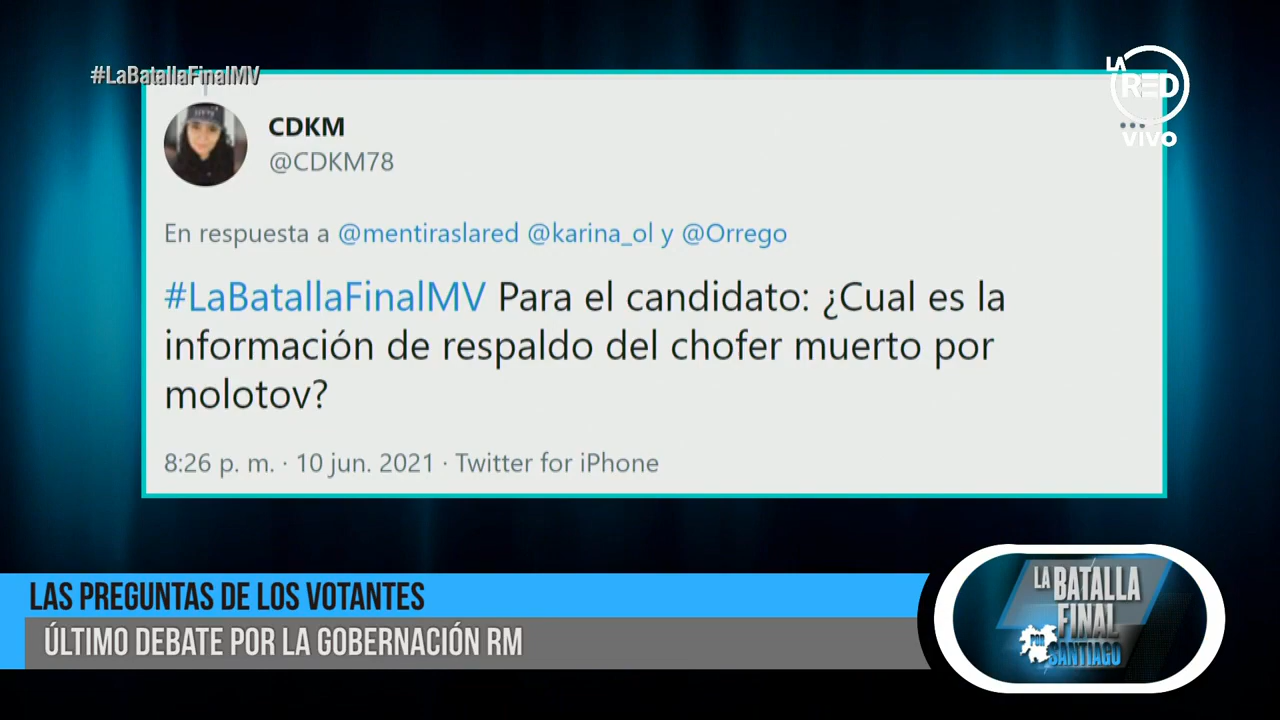 #LaBatallaFinalMV
LA
RED
VIVO
CDKM
@CDKM78
En respuesta a @mentiraslared @karina_ol y @Orrego
#LaBatallaFinalMV Para el candidato: ¿Cual es la
información de respaldo del chofer muerto por
molotov?
8:26 p. m. · 10 jun. 2021 · Twitter for iPhone
LAS PREGUNTAS DE LOS VOTANTES
ÚLTIMO DEBATE POR LA GOBERNACIÓN RM
LA BATALLA
FINAL
POR
SANTIAGO